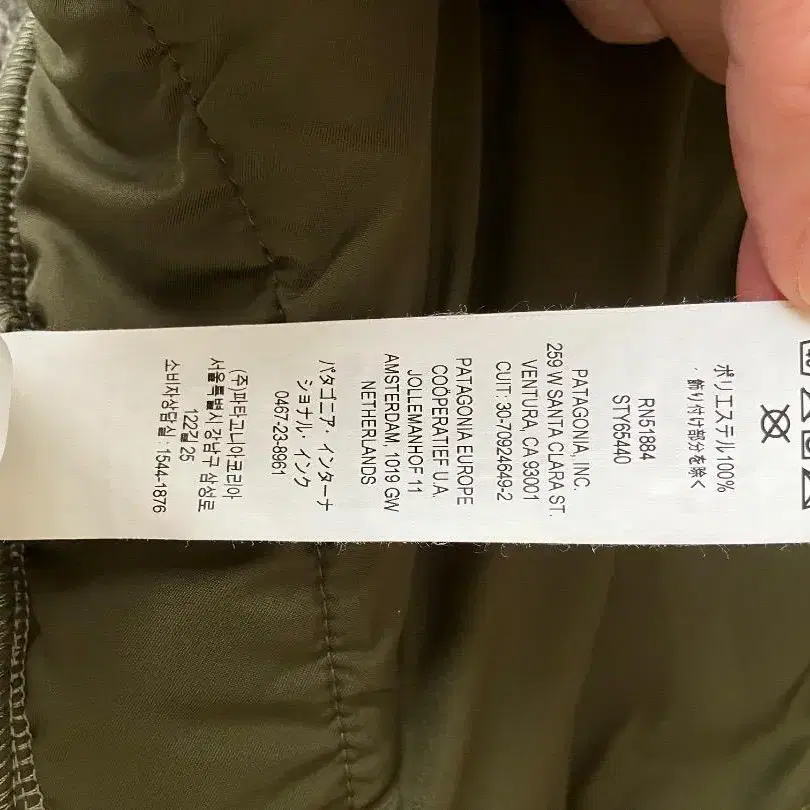 ポリエステル100%
・飾り付け部分を除く
RN51884
STY65440
PATAGONIA, INC.
259 W SANTA CLARA ST.
VENTURA, CA 93001
CUIT: 30-70924649-2
PATAGONIA EUROPE
COÖPERATIEF U.A.
JOLLEMANHOF 11
AMSTERDAM, 1019 GW
NETHERLANDS
パタゴニア・インターナ
ショナル・インク
0467-23-8961
(주)파타고니아코리아
서울특별시 강남구 삼성로
122길 25
소비자상담실 : 1544-1876